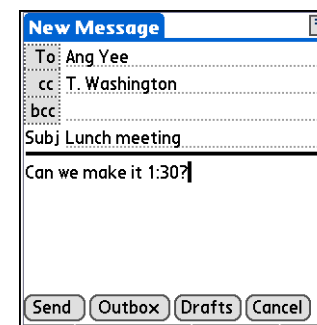 New Message
To Ang Yee
cc T. Washington
bcc
Subj Lunch meeting
Can we make it 1:30?
Send Outbox Drafts Cancel